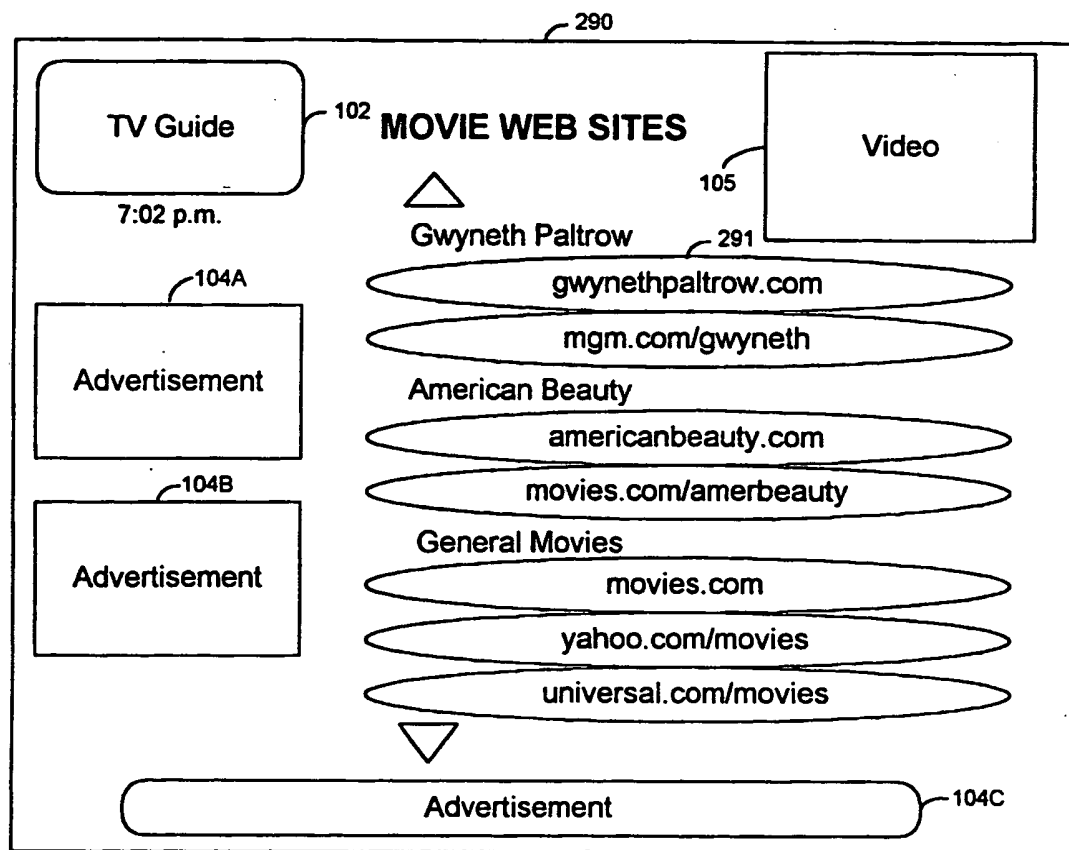 290
TV Guide
102
MOVIE WEB SITES
Video
105
7:02 p.m.
Gwyneth Paltrow
291
gwynethpaltrow.com
mgm.com/gwyneth
American Beauty
americanbeauty.com
movies.com/amerbeauty
General Movies
movies.com
yahoo.com/movies
universal.com/movies
104A
Advertisement
104B
Advertisement
Advertisement
104C